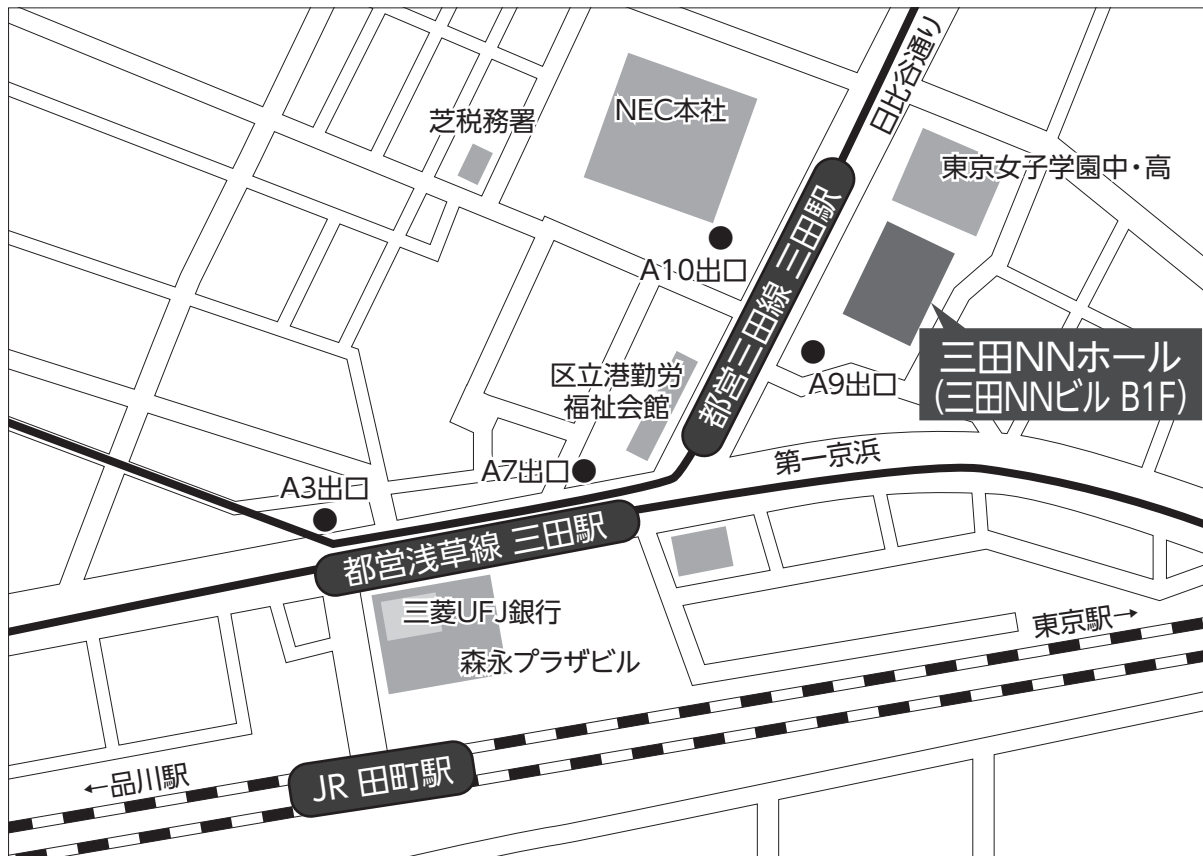 日比谷通り
NEC本社
芝税務署
東京女子学園中・高
都営三田線 三田駅
A10出口
三田NNホール
(三田NNビル B1F)
A9出口
区立港勤労
福祉会館
第一京浜
A7出口
A3出口
都営浅草線 三田駅
三菱UFJ銀行
森永プラザビル
東京駅→
←品川駅
JR 田町駅